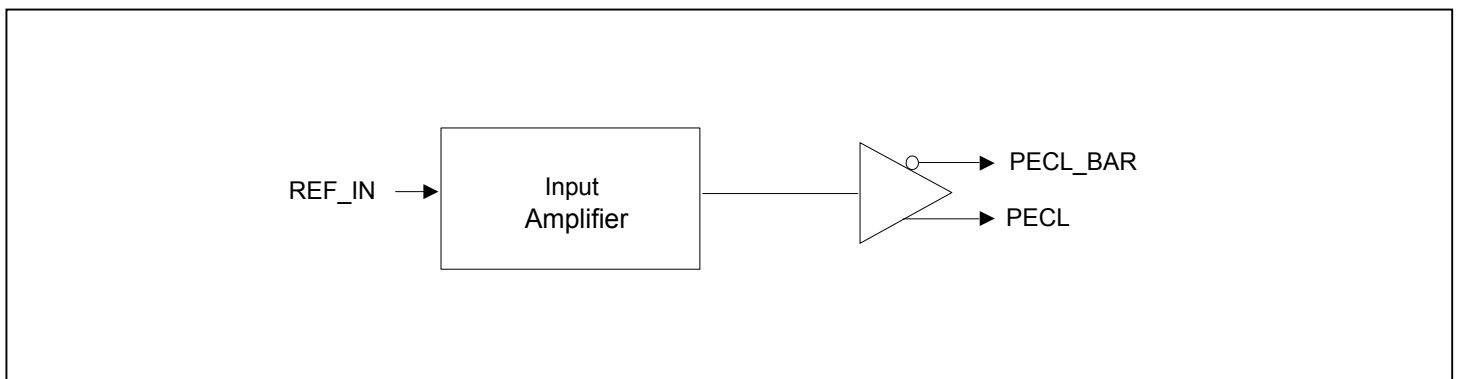 REF_IN
Input
Amplifier
PECL_BAR
PECL